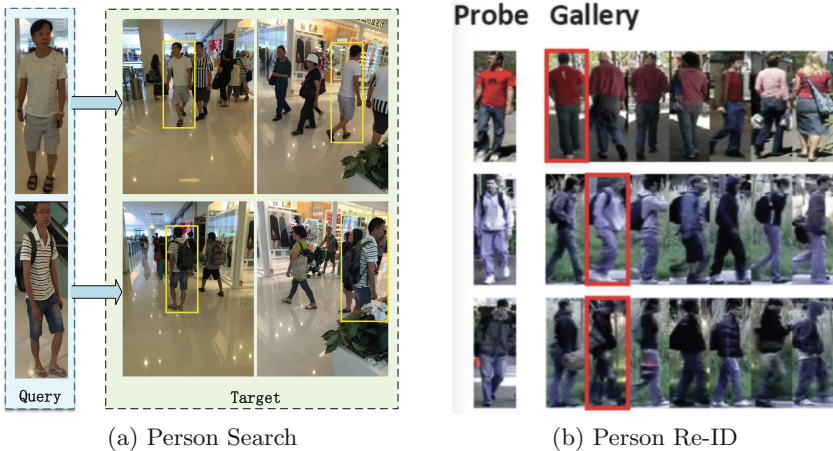 Query
Target
(a) Person Search
Probe Gallery
(b) Person Re-ID